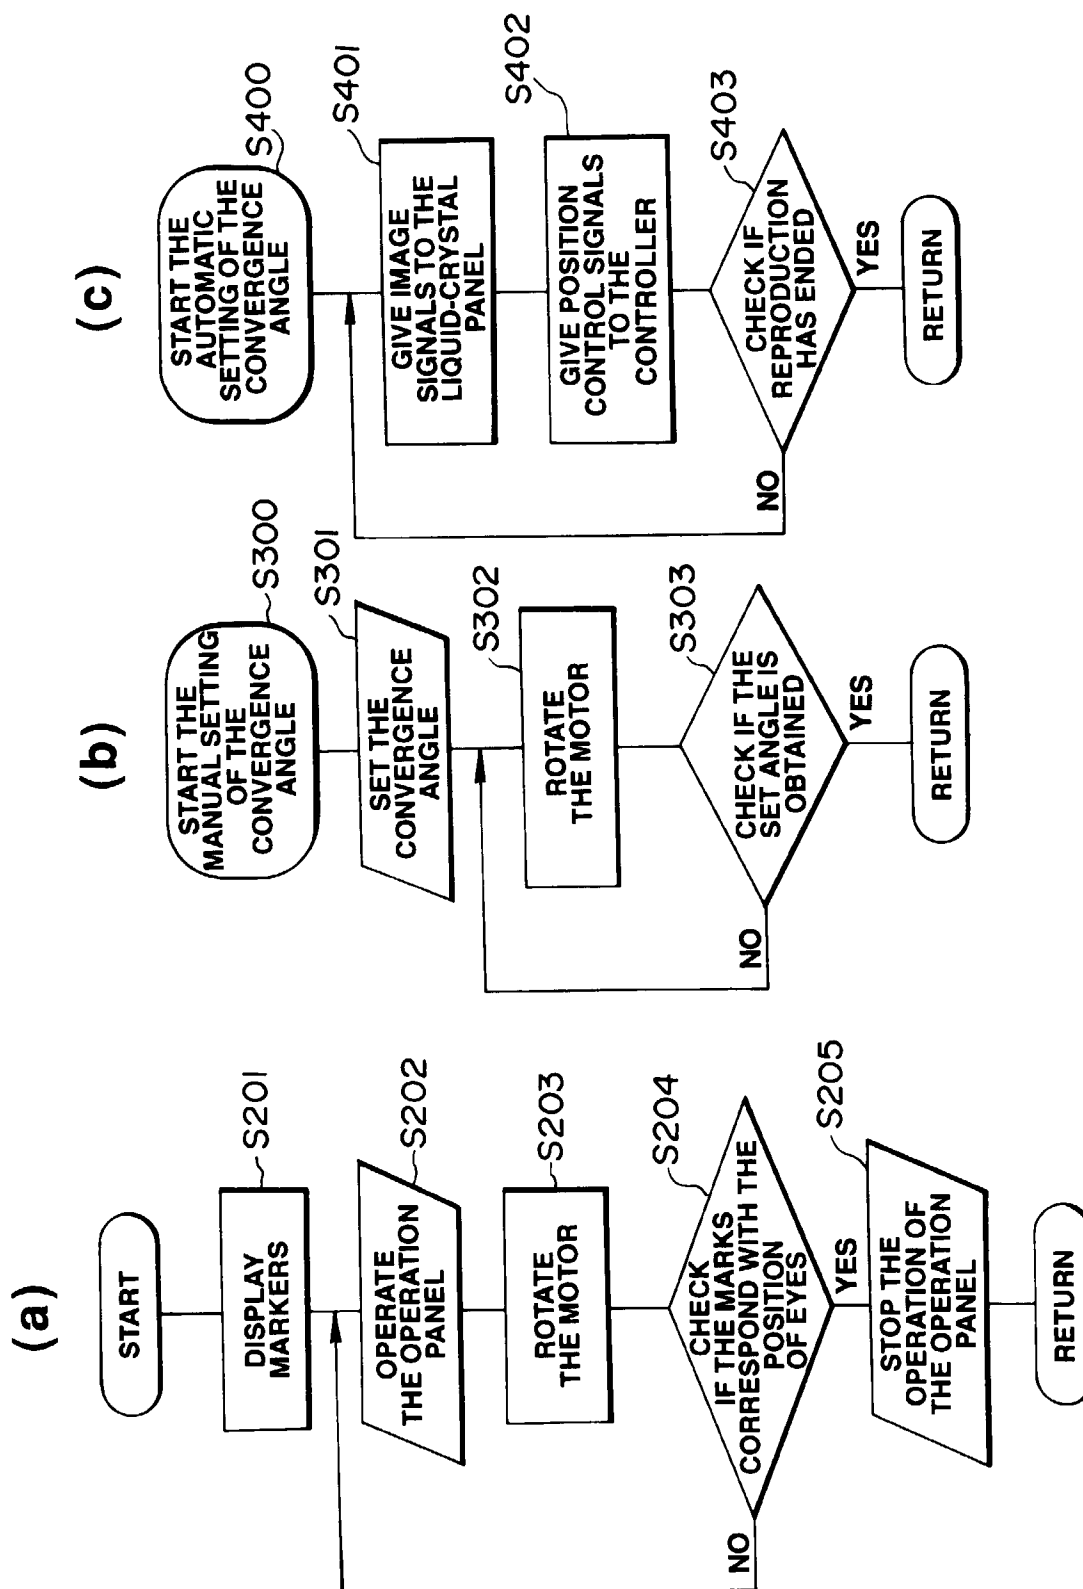 (a)
START
DISPLAY
MARKERS
S201
OPERATE
THE OPERATION
PANEL
S202
ROTATE
THE MOTOR
S203
CHECK
IF THE MARKS
CORRESPOND WITH THE
POSITION
OF EYES
S204
NO
YES
STOP THE
OPERATION OF
THE OPERATION
PANEL
S205
RETURN
(b)
START THE
MANUAL SETTING
OF THE
CONVERGENCE
ANGLE
S300
SET THE
CONVERGENCE
ANGLE
S301
ROTATE
THE MOTOR
S302
CHECK IF THE
SET ANGLE IS
OBTAINED
S303
NO
YES
RETURN
(c)
START THE
AUTOMATIC
SETTING OF THE
CONVERGENCE
ANGLE
S400
GIVE IMAGE
SIGNALS TO THE
LIQUID-CRYSTAL
PANEL
S401
GIVE POSITION
CONTROL SIGNALS
TO THE
CONTROLLER
S402
CHECK IF
REPRODUCTION
HAS ENDED
S403
NO
YES
RETURN